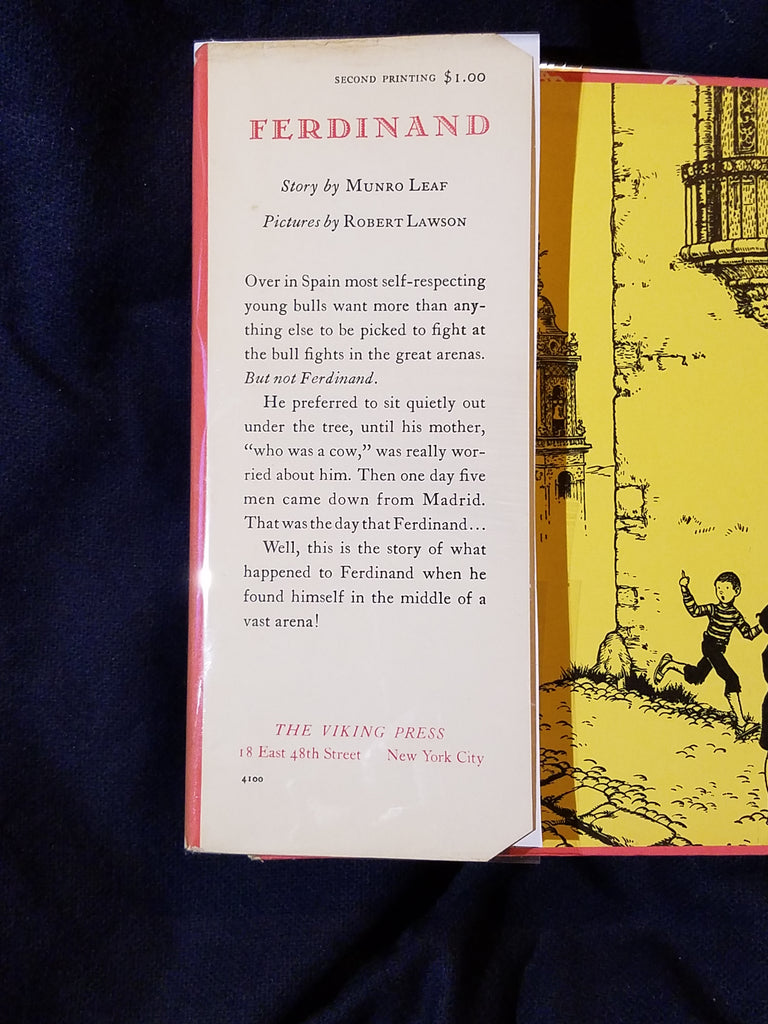 SECOND PRINTING $1.00
FERDINAND
Story by MUNRO LEAF
Pictures by ROBERT LAWSON
Over in Spain most self-respecting
young bulls want more than any-
thing else to be picked to fight at
the bull fights in the great arenas.
But not Ferdinand.
He preferred to sit quietly out
under the tree, until his mother,
“who was a cow,” was really wor-
ried about him. Then one day five
men came down from Madrid.
That was the day that Ferdinand...
Well, this is the story of what
happened to Ferdinand when he
found himself in the middle of a
vast arena!
THE VIKING PRESS
18 East 48th Street New York City
4100